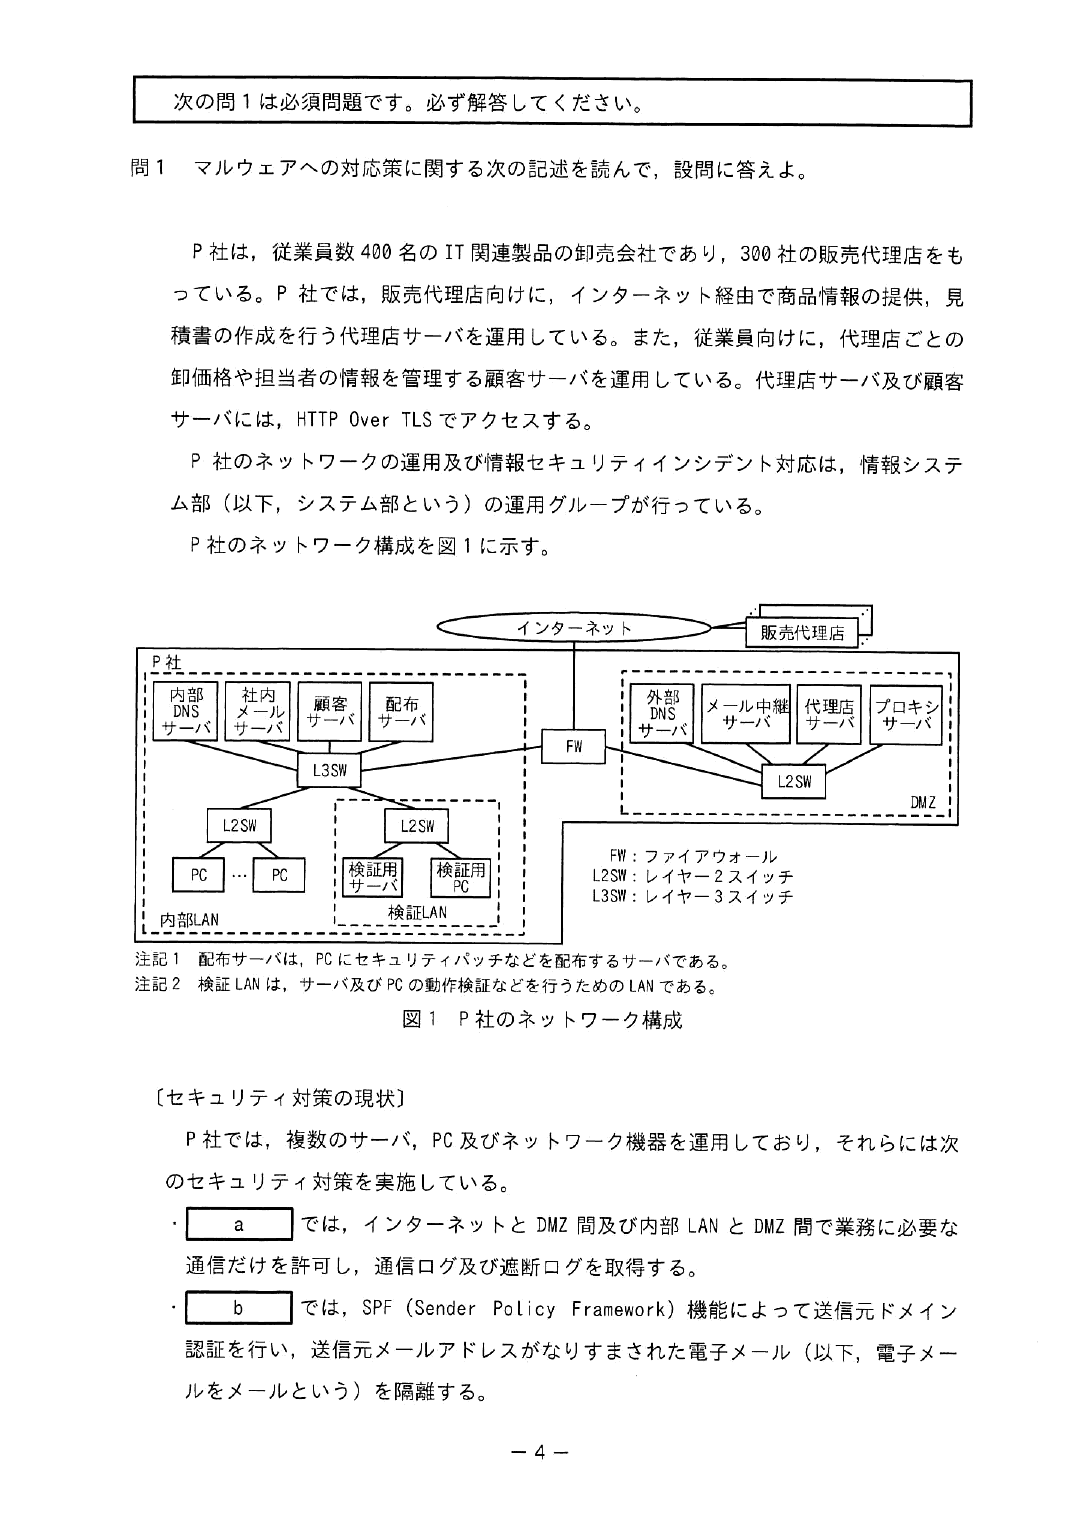 次の問1は必須問題です。必ず解答してください。
問1 マルウェアへの対応策に関する次の記述を読んで，設問に答えよ。
P社は，従業員数400名のIT関連製品の卸売会社であり，300社の販売代理店をも
っている。P社では，販売代理店向けに，インターネット経由で商品情報の提供，見
積書の作成を行う代理店サーバを運用している。また，従業員向けに，代理店ごとの
卸価格や担当者の情報を管理する顧客サーバを運用している。代理店サーバ及び顧客
サーバには，HTTP Over TLSでアクセスする。
P社のネットワークの運用及び情報セキュリティインシデント対応は，情報システ
ム部（以下，システム部という）の運用グループが行っている。
P社のネットワーク構成を図1に示す。
インターネット
販売代理店
P社
内部
DNS
サーバ
社内
メール
サーバ
顧客
サーバ
配布
サーバ
外部
DNS
サーバ
メール中継
サーバ
代理店
サーバ
プロキシ
サーバ
FW
L3SW
L2SW
DMZ
L2SW
L2SW
PC
…
PC
検証用
サーバ
検証用
PC
検証LAN
内部LAN
FW：ファイアウォール
L2SW：レイヤー2スイッチ
L3SW：レイヤー3スイッチ
注記1 配布サーバは，PCにセキュリティパッチなどを配布するサーバである。
注記2 検証LANは，サーバ及びPCの動作検証などを行うためのLANである。
図1 P社のネットワーク構成
〔セキュリティ対策の現状〕
P社では，複数のサーバ，PC及びネットワーク機器を運用しており，それらには次
のセキュリティ対策を実施している。
・ a では，インターネットとDMZ間及び内部LANとDMZ間で業務に必要な
通信だけを許可し，通信ログ及び遮断ログを取得する。
・ b では，SPF（Sender Policy Framework）機能によって送信元ドメイン
認証を行い，送信元メールアドレスがなりすまされた電子メール（以下，電子メー
ルをメールという）を隔離する。
－4－